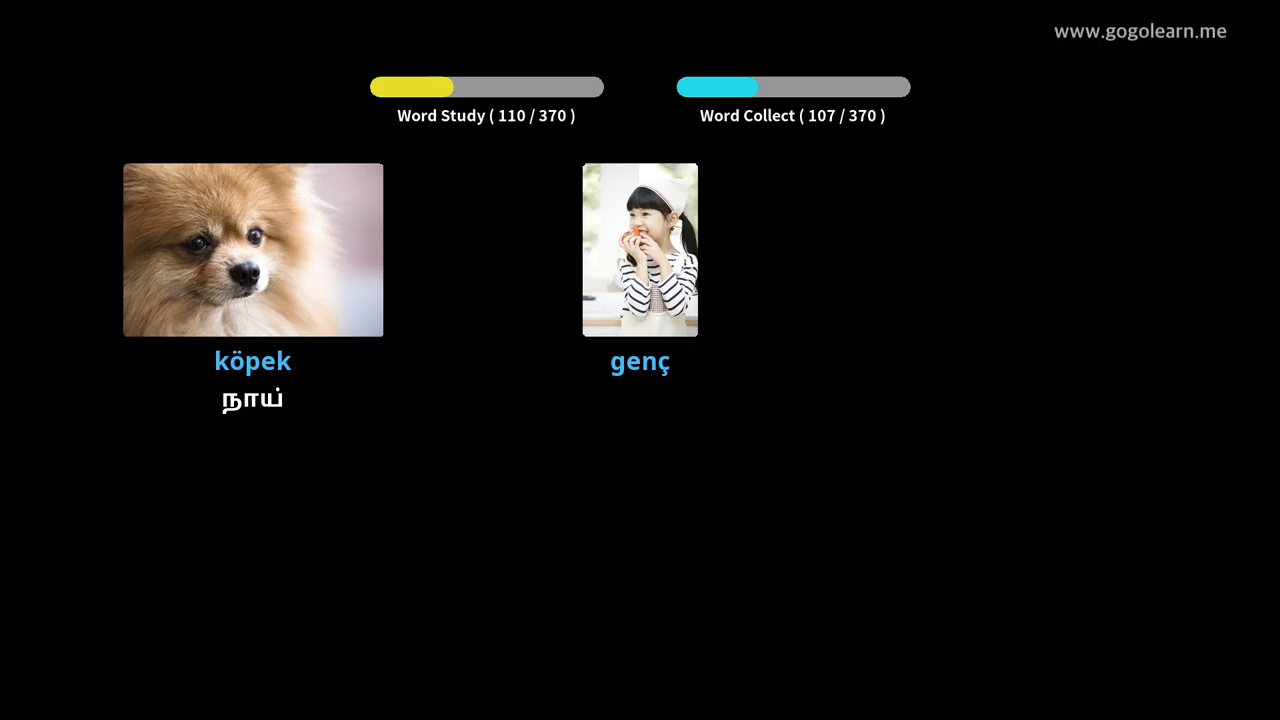 www.gogolearn.me
Word Study ( 110 / 370 )
Word Collect ( 107 / 370 )
köpek
நாய்
genç